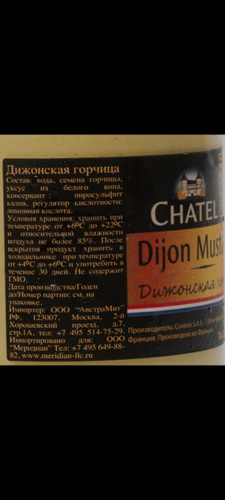 Дижонская горчица
Состав: вода, семена горчицы,
уксус из белого вина,
консервант: пиросульфит
калия, регулятор кислотности:
лимонная кислота.
Условия хранения: хранить при
температуре от +6ºС до +22ºС
и относительной влажности
воздуха не более 85%. После
вскрытия продукт хранить в
холодильнике при температуре
от +4ºС до +6ºС и употребить в
течение 30 дней. Не содержит
ГМО.
Дата производства/Годен
до/Номер партии: см. на
упаковке.
Импортер: ООО "АвстраМит"
РФ, 123007, Москва, 2-й
Хорошевский проезд, д.7,
стр.1А, тел. +7 495 514-75-29.
Импортировано для: ООО
"Меридиан" Тел: +7 495 649-88-
82, www.meridian-llc.ru
CHATEL
Dijon Must
Дижонская
Производитель:
Франция. Произведено во Франции